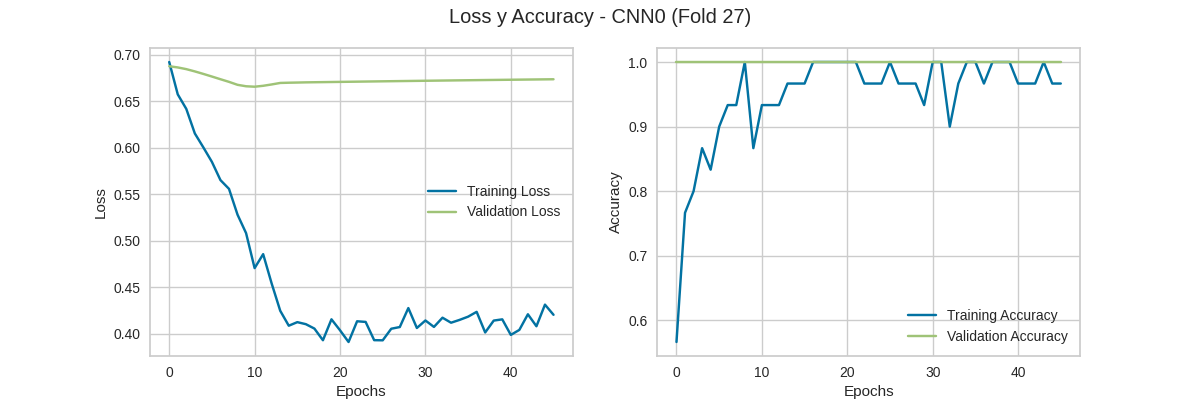 Loss y Accuracy - CNN0 (Fold 27)
0.70
0.65
0.60
0.55
0.50
0.45
0.40
Loss
Training Loss
Validation Loss
0
10
20
30
40
Epochs
1.0
0.9
0.8
0.7
0.6
Accuracy
Training Accuracy
Validation Accuracy
0
10
20
30
40
Epochs